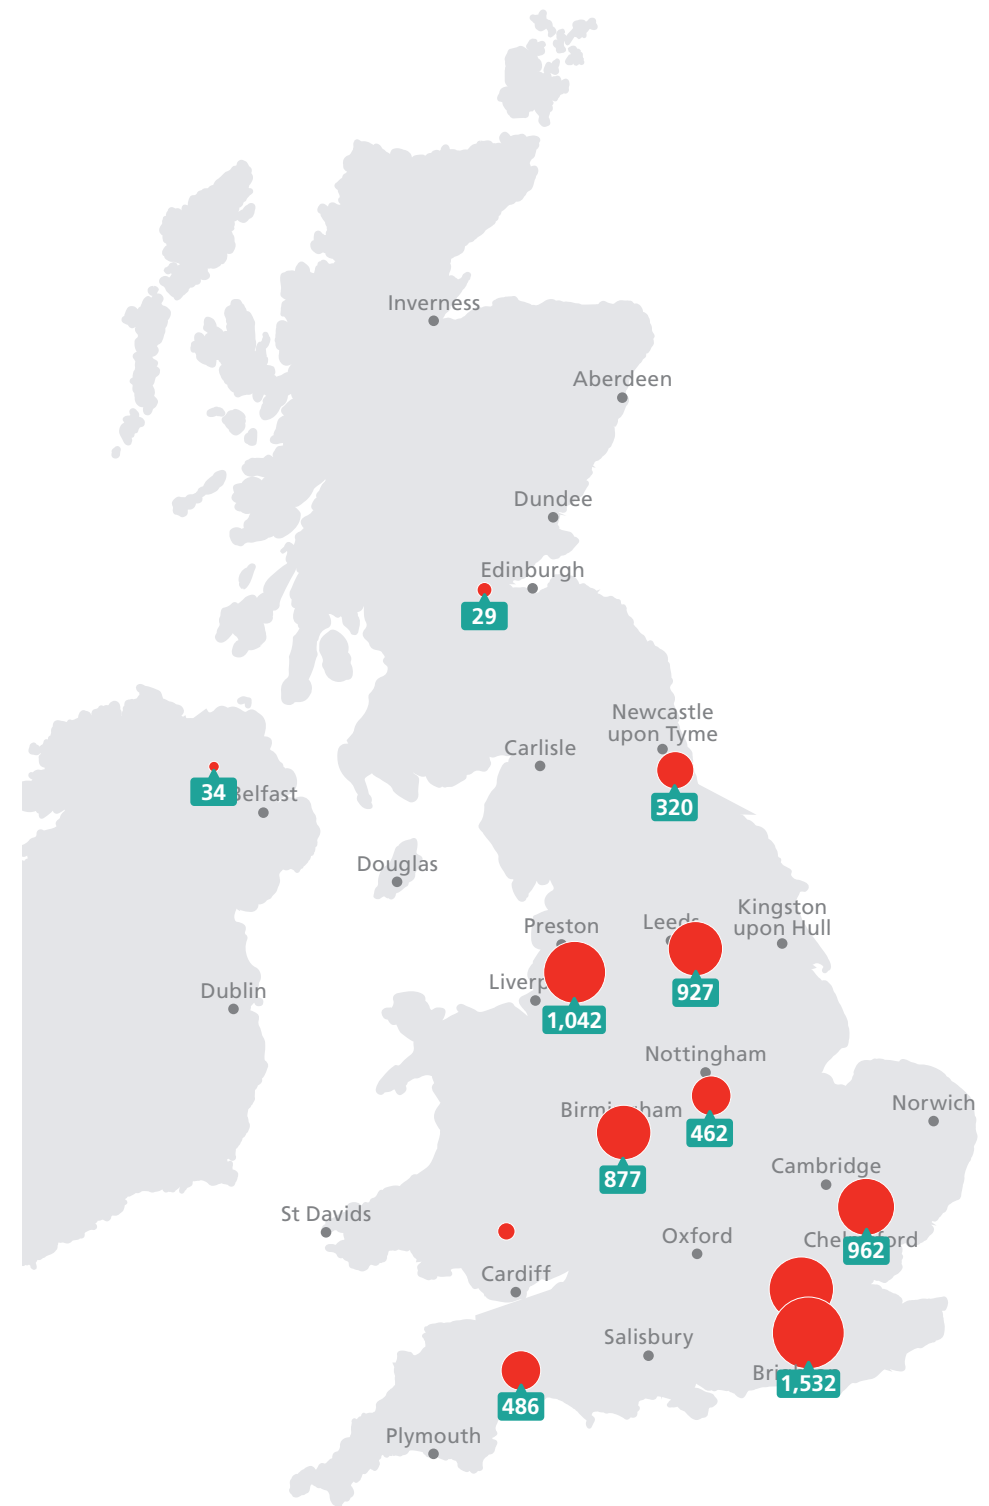 Inverness
Aberdeen
Dundee
Edinburgh
29
Newcastle
upon Tyme
Carlisle
320
34
Belfast
Douglas
Kingston
upon Hull
Leeds
Preston
927
Dublin
1,042
Nottingham
Birmingham
462
Norwich
877
Cambridge
St Davids
Oxford
962
Cardiff
Salisbury
1,532
486
Plymouth